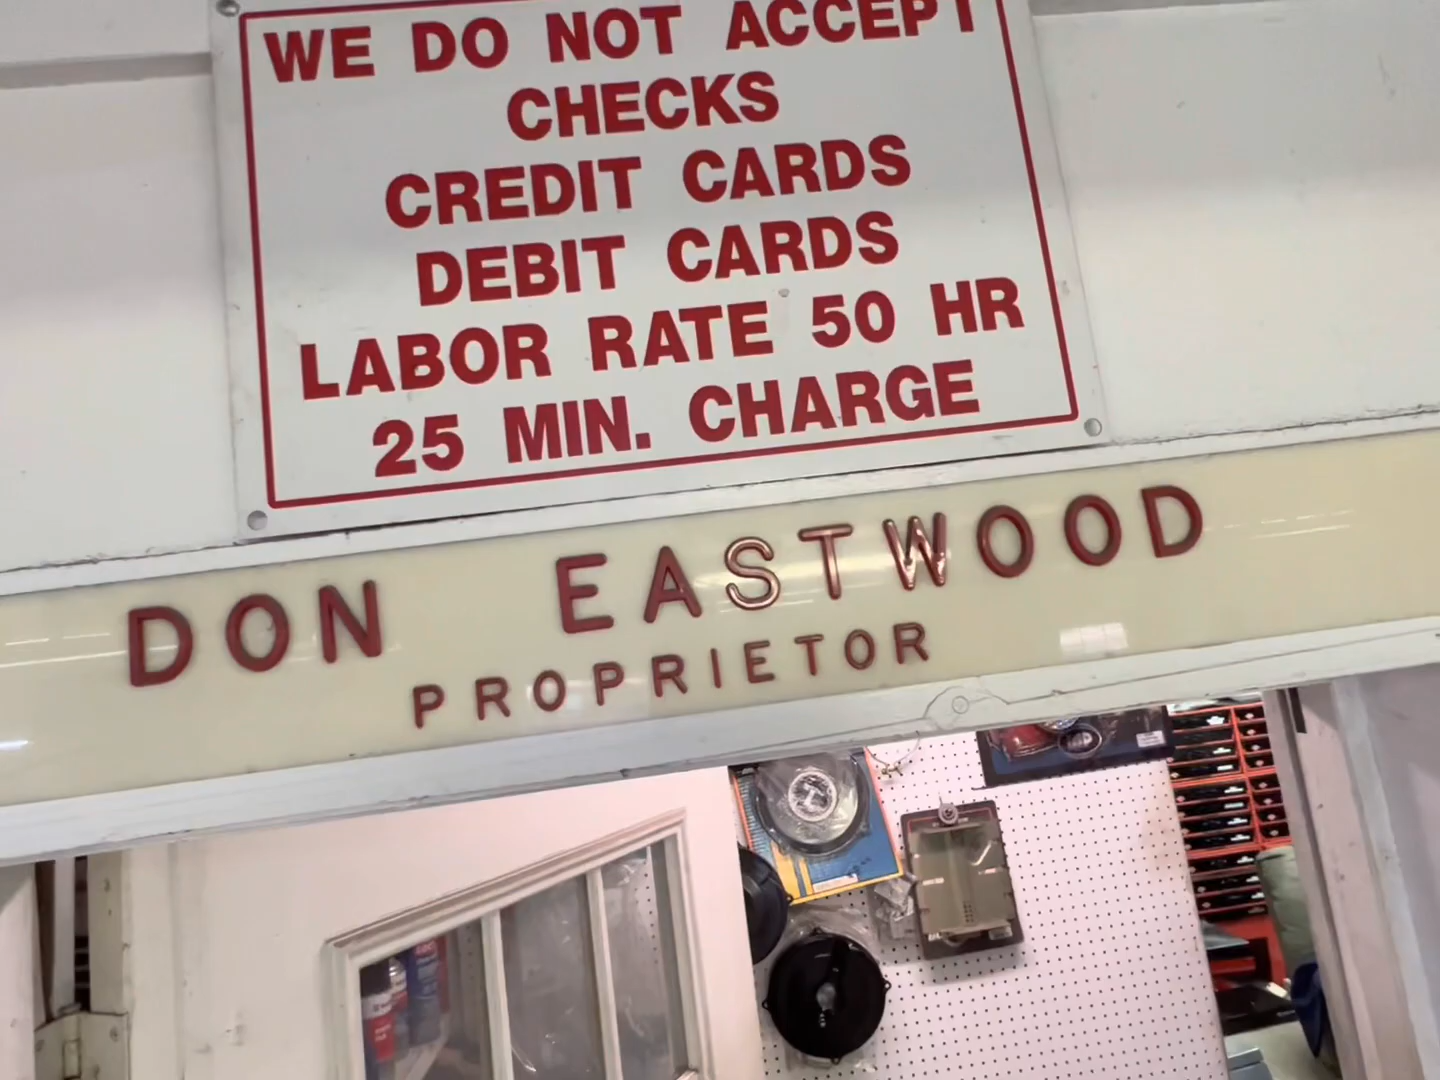 WE DO NOT ACCEPT
CHECKS
CREDIT CARDS
DEBIT CARDS
LABOR RATE 50 HR
25 MIN. CHARGE
DON EASTWOOD
PROPRIETOR